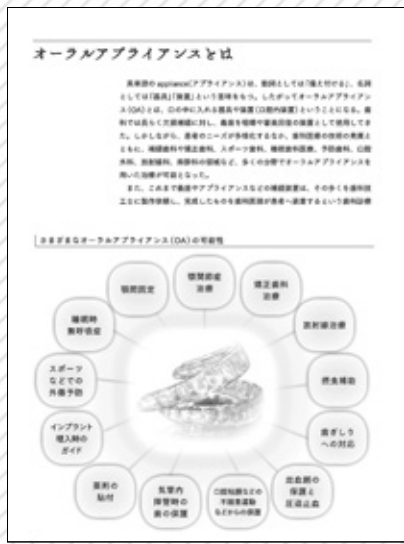 オーラルアプライアンスとは
英単語の appliance(アプライアンス)は、動詞としては「備え付ける」、名詞
としては「器具」「装置」という意味をもつ。したがってオーラルアプライアン
ス(OA)とは、口の中に入れる器具や装置(口腔内装置)ということになる。歯
科では長らく欠損補綴に対し、義歯を咀嚼や審美回復の装置として使用してき
た。しかしながら、患者のニーズが多様化するなか、歯科医療の技術の発展と
ともに、補綴歯科や矯正歯科、スポーツ歯科、睡眠歯科医療、予防歯科、口腔
外科、放射線科、麻酔科の領域など、多くの分野でオーラルアプライアンスを
用いた治療が可能となった。
また、これまで義歯やアプライアンスなどの補綴装置は、その多くを歯科技
工士に製作依頼し、完成したものを歯科医師が患者へ装着するという歯科診療
さまざまなオーラルアプライアンス(OA)の可能性
顎間固定
顎関節症
治療
矯正歯科
治療
睡眠時
無呼吸症
放射線治療
スポーツ
などでの
外傷予防
摂食補助
インプラント
埋入時の
ガイド
歯ぎしり
への対応
薬剤の
貼付
気管内
挿管時の
歯の保護
口腔粘膜などの
不随意運動
などからの保護
出血創の
保護と
圧迫止血